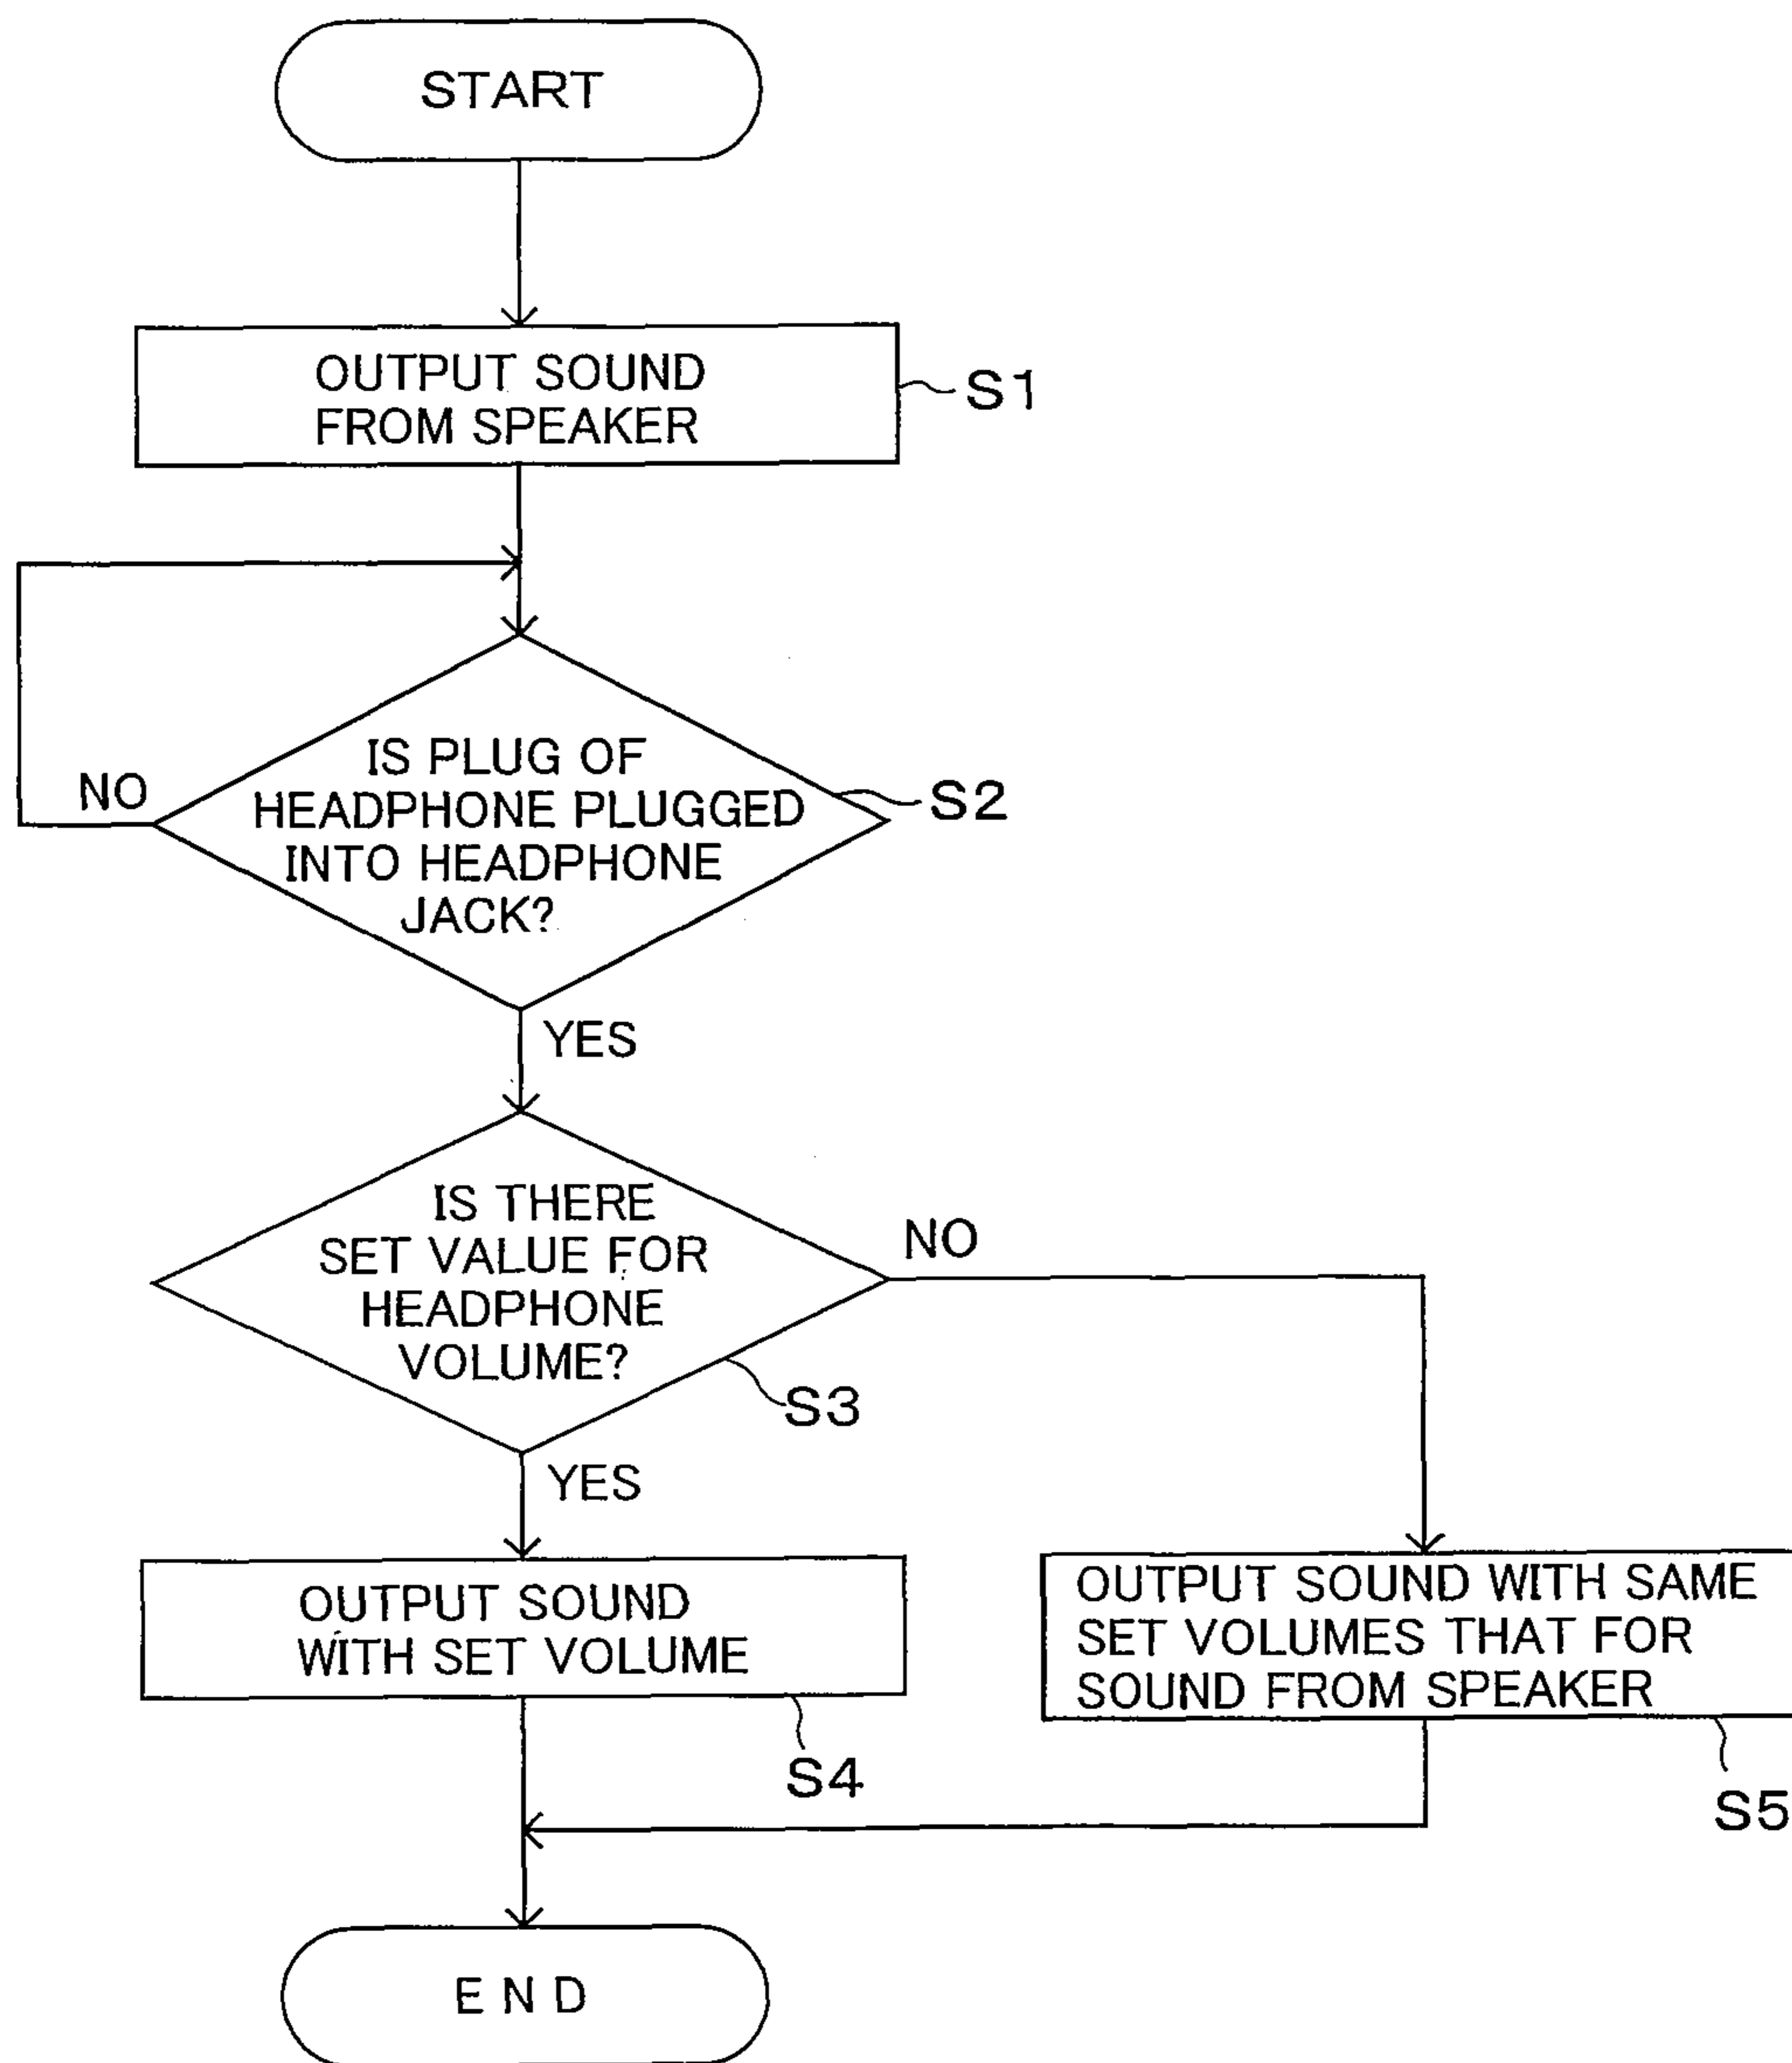 START
OUTPUT SOUND
FROM SPEAKER
S1
IS PLUG OF
HEADPHONE PLUGGED
INTO HEADPHONE
JACK?
S2
NO
YES
IS THERE
SET VALUE FOR
HEADPHONE
VOLUME?
NO
S3
YES
OUTPUT SOUND
WITH SET VOLUME
S4
OUTPUT SOUND WITH SAME
SET VOLUMES THAT FOR
SOUND FROM SPEAKER
S5
END